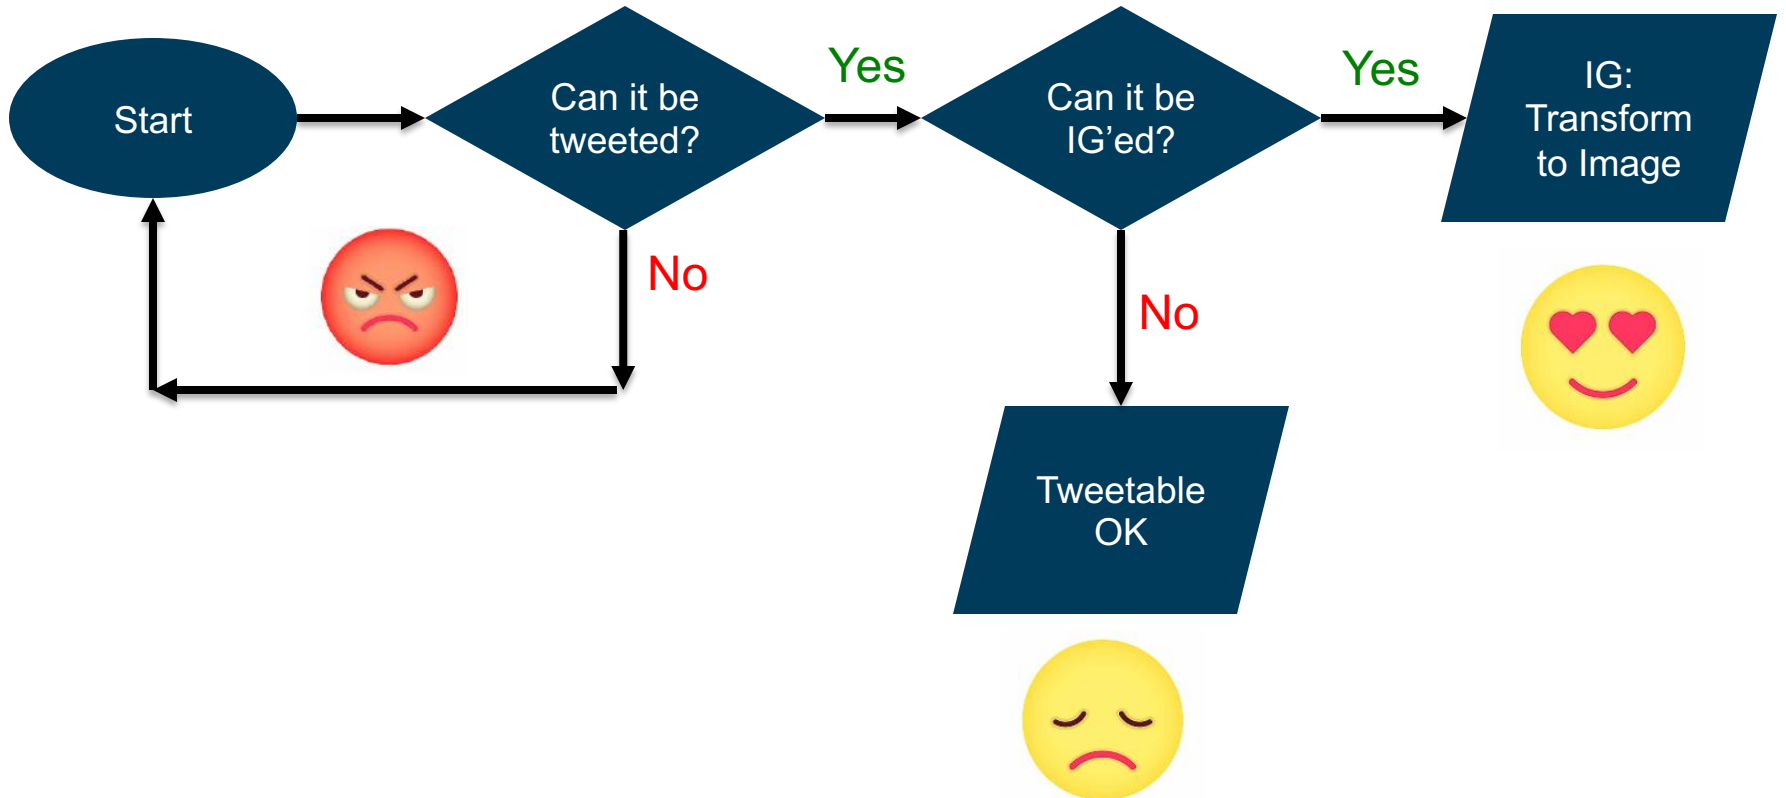 Start
Can it be
tweeted?
Yes
No
Can it be
IG’ed?
Yes
No
IG:
Transform
to Image
Tweetable
OK